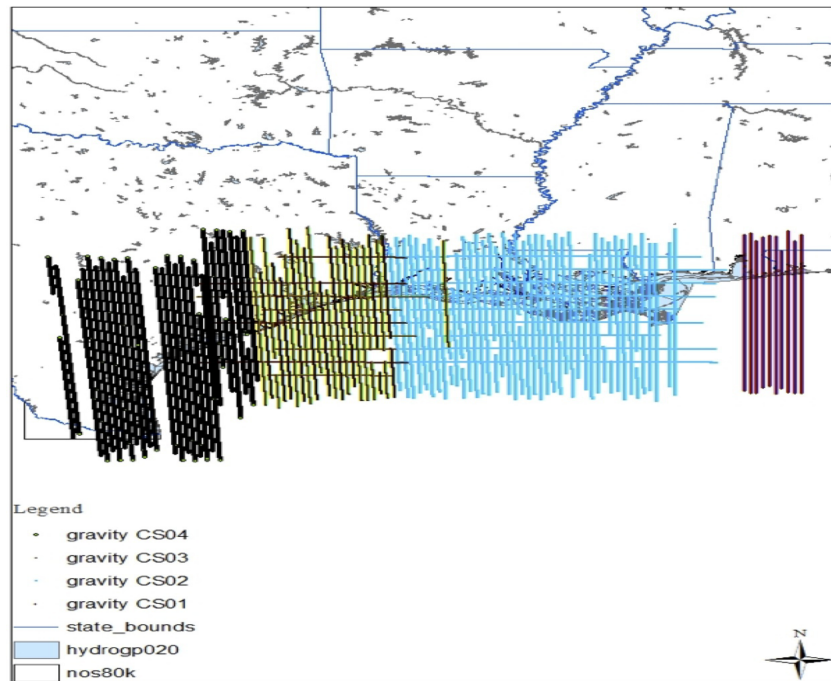 Legend
gravity CS04
gravity CS03
gravity CS02
gravity CS01
state_bounds
hydrogp020
nos80k
N